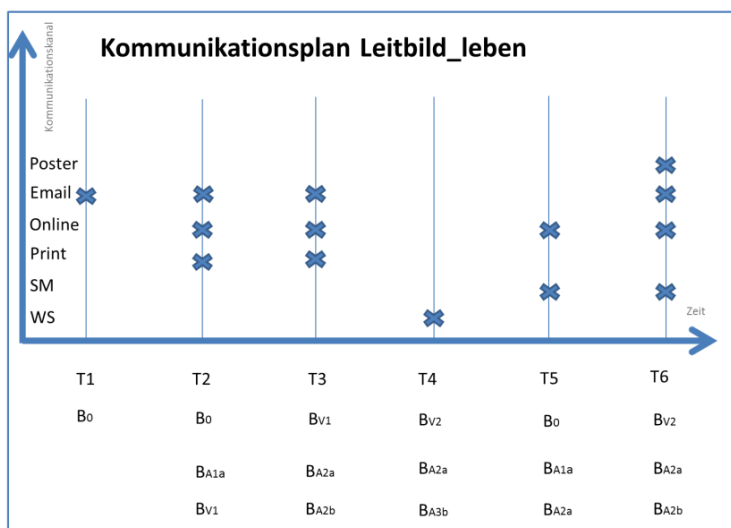 Kommunikationsplan Leitbild_leben
Kommunikationskanal
Poster
Email
Online
Print
SM
WS
Zeit
T1 T2 T3 T4 T5 T6
B0 B0 BV1 BV2 B0 BV2
BA1a BA2a BA2a BA1a BA2a
BV1 BA2b BA3b BA2a BA2b